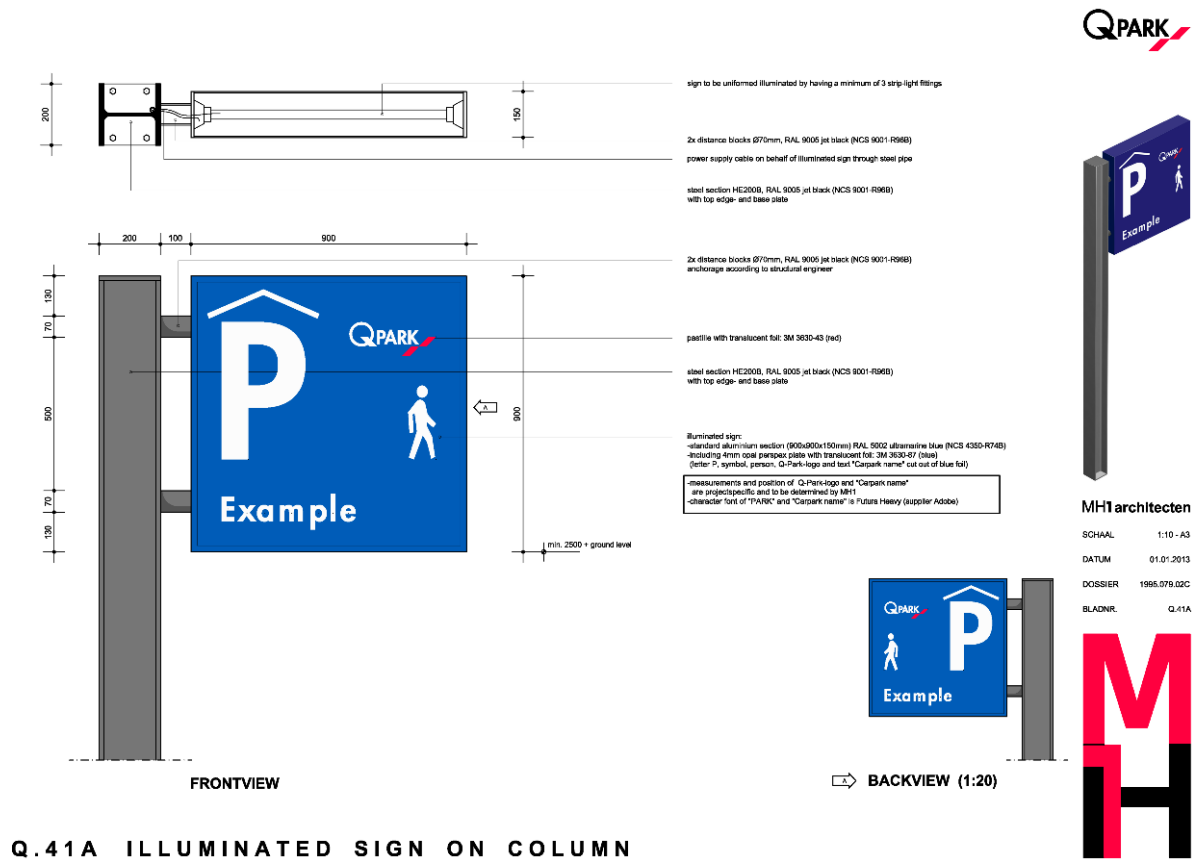 QPARK
sign to be uniformed illuminated by having a minimum of 3 strip-light fittings
200
150
2x distance blocks Ø70mm, RAL 9005 jet black (NCS 9001-R96B)
power supply cable on behalf of illuminated sign through steel pipe
steel section HE200B, RAL 9005 jet black (NCS 9001-R96B)
with top edge- and base plate
QPARK
P
Example
200
100
900
2x distance blocks Ø70mm, RAL 9005 jet black (NCS 9001-R96B)
anchorage according to structural engineer
130
70
500
70
130
P
QPARK
Example
A
900
pastille with translucent foil: 3M 3630-43 (red)
steel section HE200B, RAL 9005 jet black (NCS 9001-R96B)
with top edge- and base plate
illuminated sign:
-standard aluminium section (900x900x150mm) RAL 5002 ultramarine blue (NCS 4350-R74B)
-including 4mm opal perspex plate with translucent foil: 3M 3630-87 (blue)
(letter P, symbol, person, Q-Park-logo and text "Carpark name" cut out of blue foil)
-measurements and position of Q-Park-logo and "Carpark name"
are projectspecific and to be determined by MH1
-character font of "PARK" and "Carpark name" is Futura Heavy (supplier Adobe)
min. 2500 + ground level
MH1 architecten
SCHAAL 1:10 - A3
DATUM 01.01.2013
DOSSIER 1995.079.02C
BLADNR. Q.41A
QPARK
P
Example
MH1
FRONTVIEW
A BACKVIEW (1:20)
Q.41A ILLUMINATED SIGN ON COLUMN